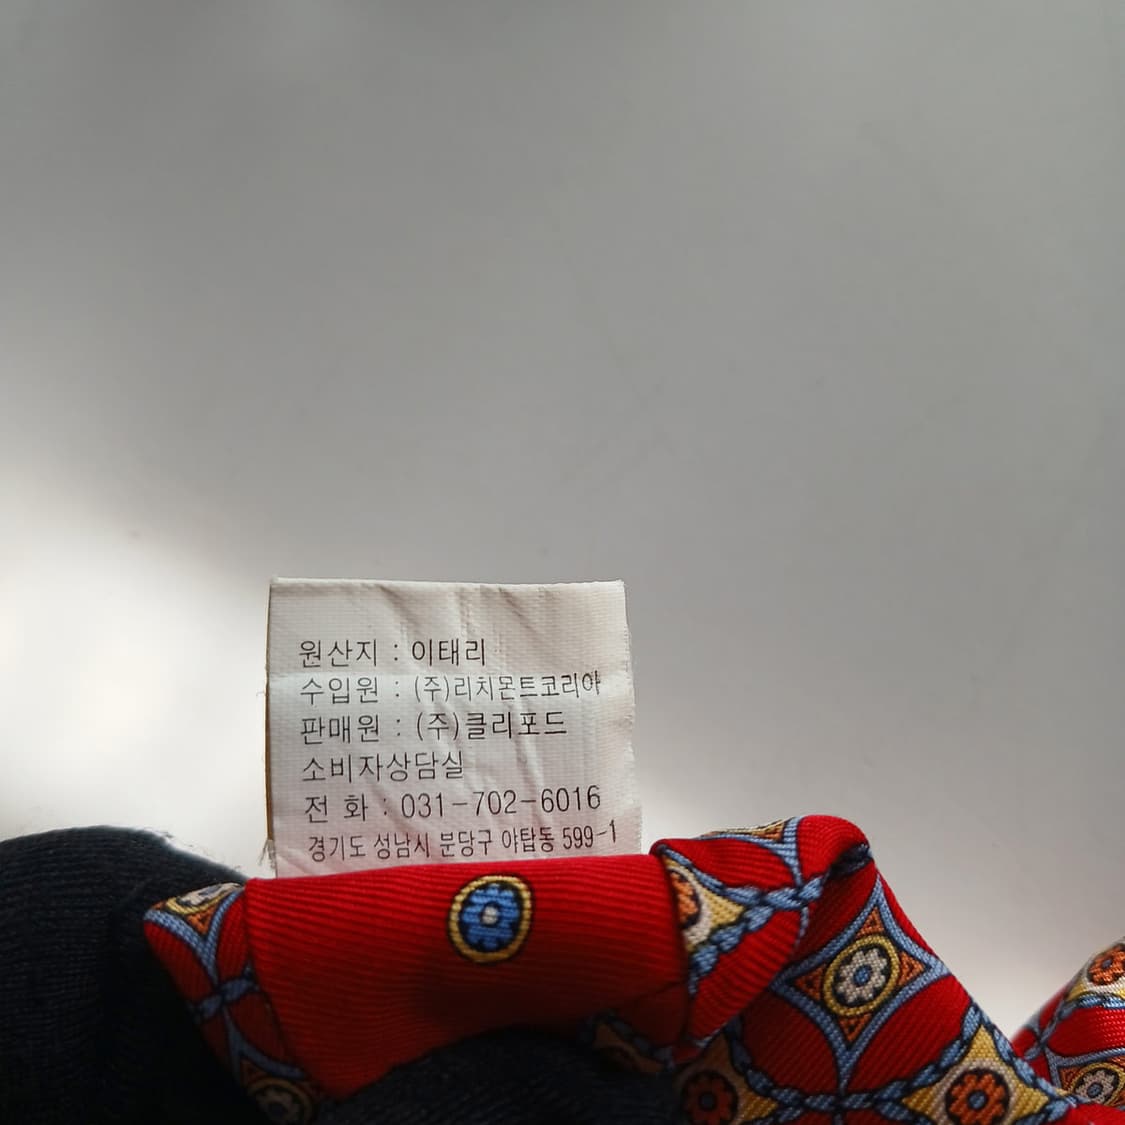 원산지 : 이태리
수입원 : (주)리치몬트코리아
판매원 : (주)클리포드
소비자상담실
전 화 : 031-702-6016
경기도 성남시 분당구 야탑동 599-1